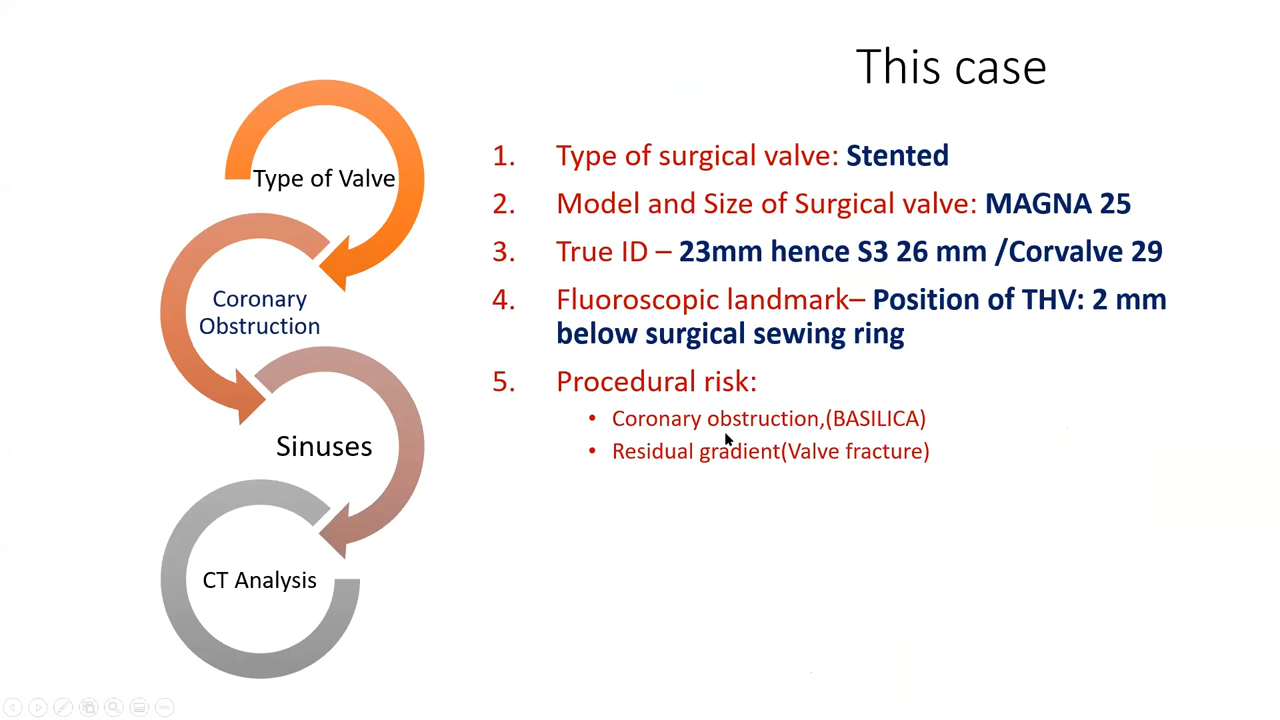 This case
Type of Valve
Coronary
Obstruction
Sinuses
CT Analysis
1. Type of surgical valve: Stented
2. Model and Size of Surgical valve: MAGNA 25
3. True ID – 23mm hence S3 26 mm /Corvalve 29
4. Fluoroscopic landmark– Position of THV: 2 mm
below surgical sewing ring
5. Procedural risk:
• Coronary obstruction,(BASILICA)
• Residual gradient(Valve fracture)